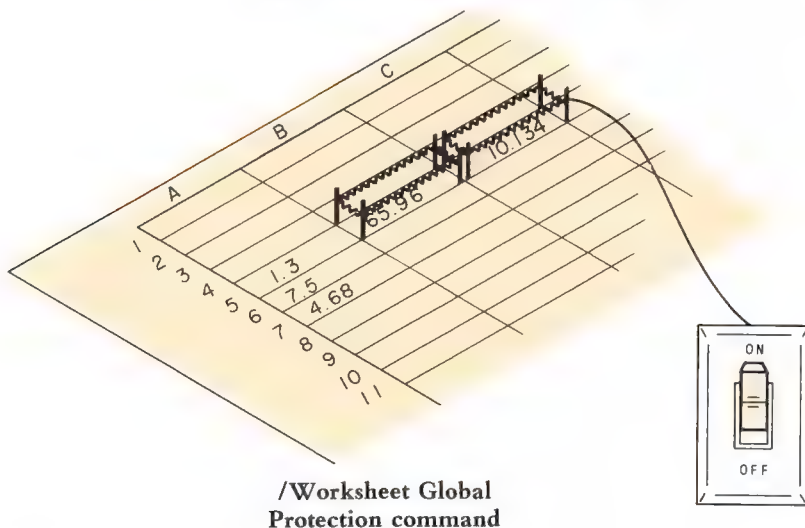 C
B
A
1
2
3
4
5
6
7
8
9
10
11
1.3
7.5
4.68
65.96
10.134
ON
OFF
/Worksheet Global
Protection command